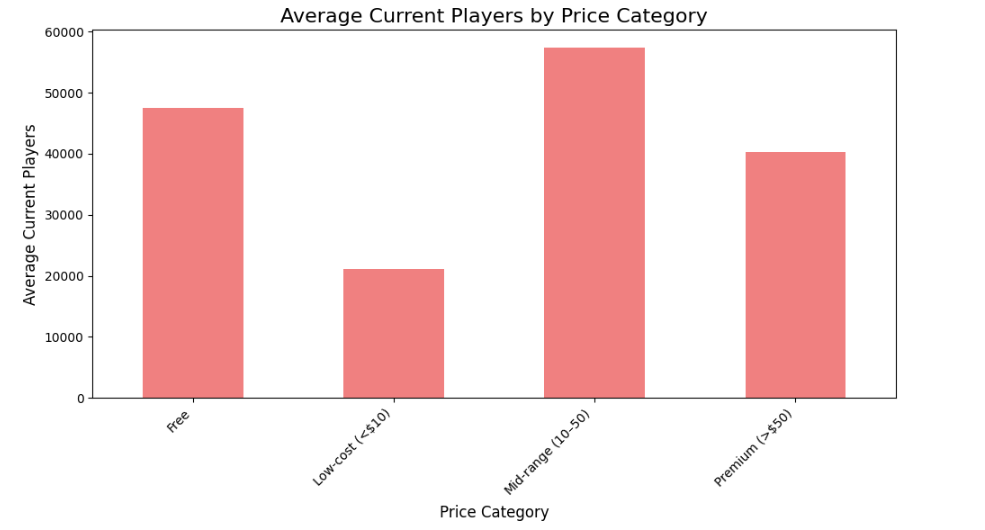 Average Current Players by Price Category
Average Current Players
60000
50000
40000
30000
20000
10000
0
Free
Low-cost (<$10)
Mid-range (10–50)
Premium (>$50)
Price Category